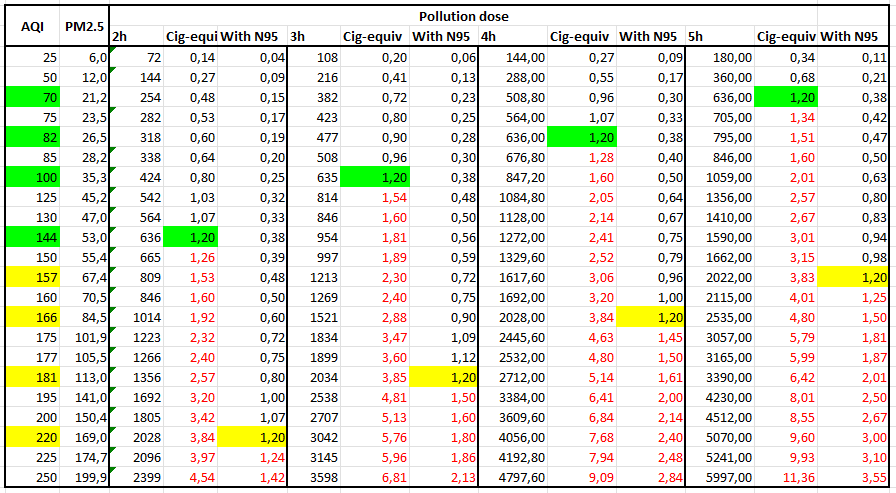 Pollution dose
AQI PM2.5 2h Cig-equi With N95 3h Cig-equiv With N95 4h Cig-equiv With N95 5h Cig-equiv With N95
25 6,0 72 0,14 0,04 108 0,20 0,06 144,00 0,27 0,09 180,00 0,34 0,11
50 12,0 144 0,27 0,09 216 0,41 0,13 288,00 0,55 0,17 360,00 0,68 0,21
70 21,2 254 0,48 0,15 382 0,72 0,23 508,80 0,96 0,30 636,00 1,20 0,38
75 23,5 282 0,53 0,17 423 0,80 0,25 564,00 1,07 0,33 705,00 1,34 0,42
82 26,5 318 0,60 0,19 477 0,90 0,28 636,00 1,20 0,38 795,00 1,51 0,47
85 28,2 338 0,64 0,20 508 0,96 0,30 676,80 1,28 0,40 846,00 1,60 0,50
100 35,3 424 0,80 0,25 635 1,20 0,38 847,20 1,60 0,50 1059,00 2,01 0,63
125 45,2 542 1,03 0,32 814 1,54 0,48 1084,80 2,05 0,64 1356,00 2,57 0,80
130 47,0 564 1,07 0,33 846 1,60 0,50 1128,00 2,14 0,67 1410,00 2,67 0,83
144 53,0 636 1,20 0,38 954 1,81 0,56 1272,00 2,41 0,75 1590,00 3,01 0,94
150 55,4 665 1,26 0,39 997 1,89 0,59 1329,60 2,52 0,79 1662,00 3,15 0,98
157 67,4 809 1,53 0,48 1213 2,30 0,72 1617,60 3,06 0,96 2022,00 3,83 1,20
160 70,5 846 1,60 0,50 1269 2,40 0,75 1692,00 3,20 1,00 2115,00 4,01 1,25
166 84,5 1014 1,92 0,60 1521 2,88 0,90 2028,00 3,84 1,20 2535,00 4,80 1,50
175 101,9 1223 2,32 0,72 1834 3,47 1,09 2445,60 4,63 1,45 3057,00 5,79 1,81
177 105,5 1266 2,40 0,75 1899 3,60 1,12 2532,00 4,80 1,50 3165,00 5,99 1,87
181 113,0 1356 2,57 0,80 2034 3,85 1,20 2712,00 5,14 1,61 3390,00 6,42 2,01
195 141,0 1692 3,20 1,00 2538 4,81 1,50 3384,00 6,41 2,00 4230,00 8,01 2,50
200 150,4 1805 3,42 1,07 2707 5,13 1,60 3609,60 6,84 2,14 4512,00 8,55 2,67
220 169,0 2028 3,84 1,20 3042 5,76 1,80 4056,00 7,68 2,40 5070,00 9,60 3,00
225 174,7 2096 3,97 1,24 3145 5,96 1,86 4192,80 7,94 2,48 5241,00 9,93 3,10
250 199,9 2399 4,54 1,42 3598 6,81 2,13 4797,60 9,09 2,84 5997,00 11,36 3,55